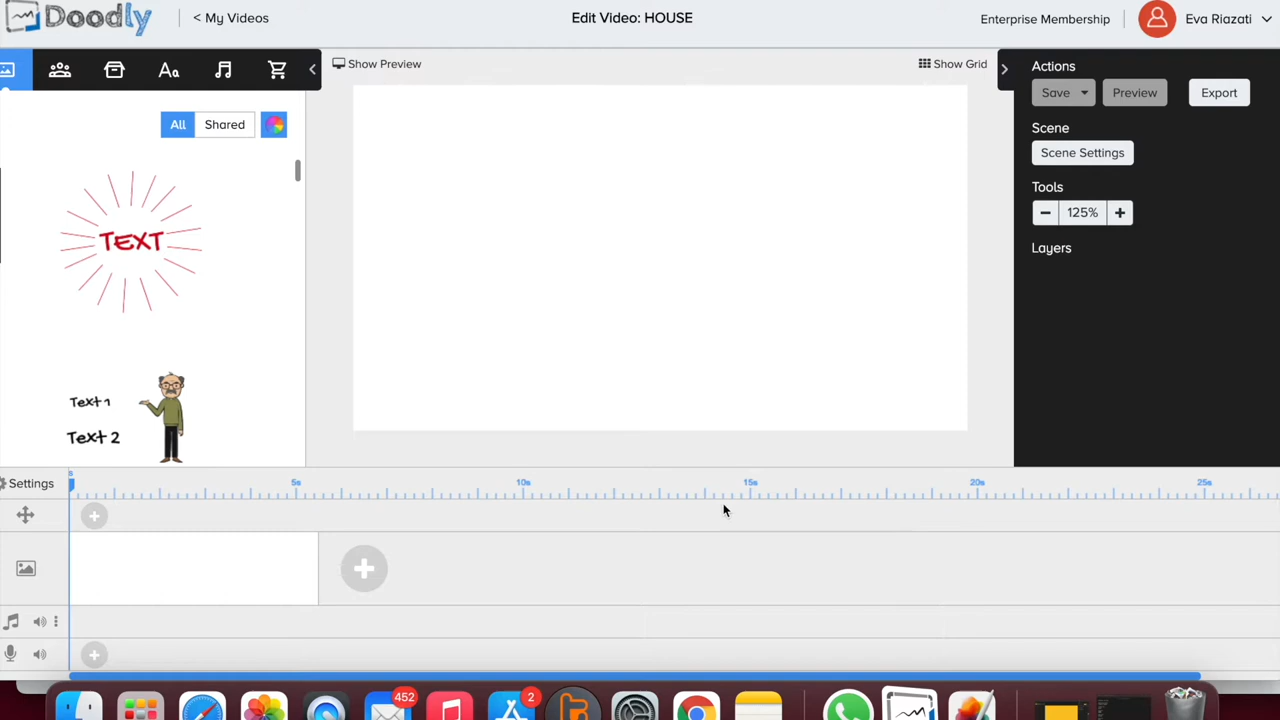 Doodly
< My Videos
Edit Video: HOUSE
Enterprise Membership
Eva Riazati
Aa
Show Preview
Show Grid
Actions
Save
Preview
Export
All
Shared
Scene
Scene Settings
Tools
125%
Layers
TEXT
Text 1
Text 2
Settings
s
5s
10s
15s
20s
25s
452
2